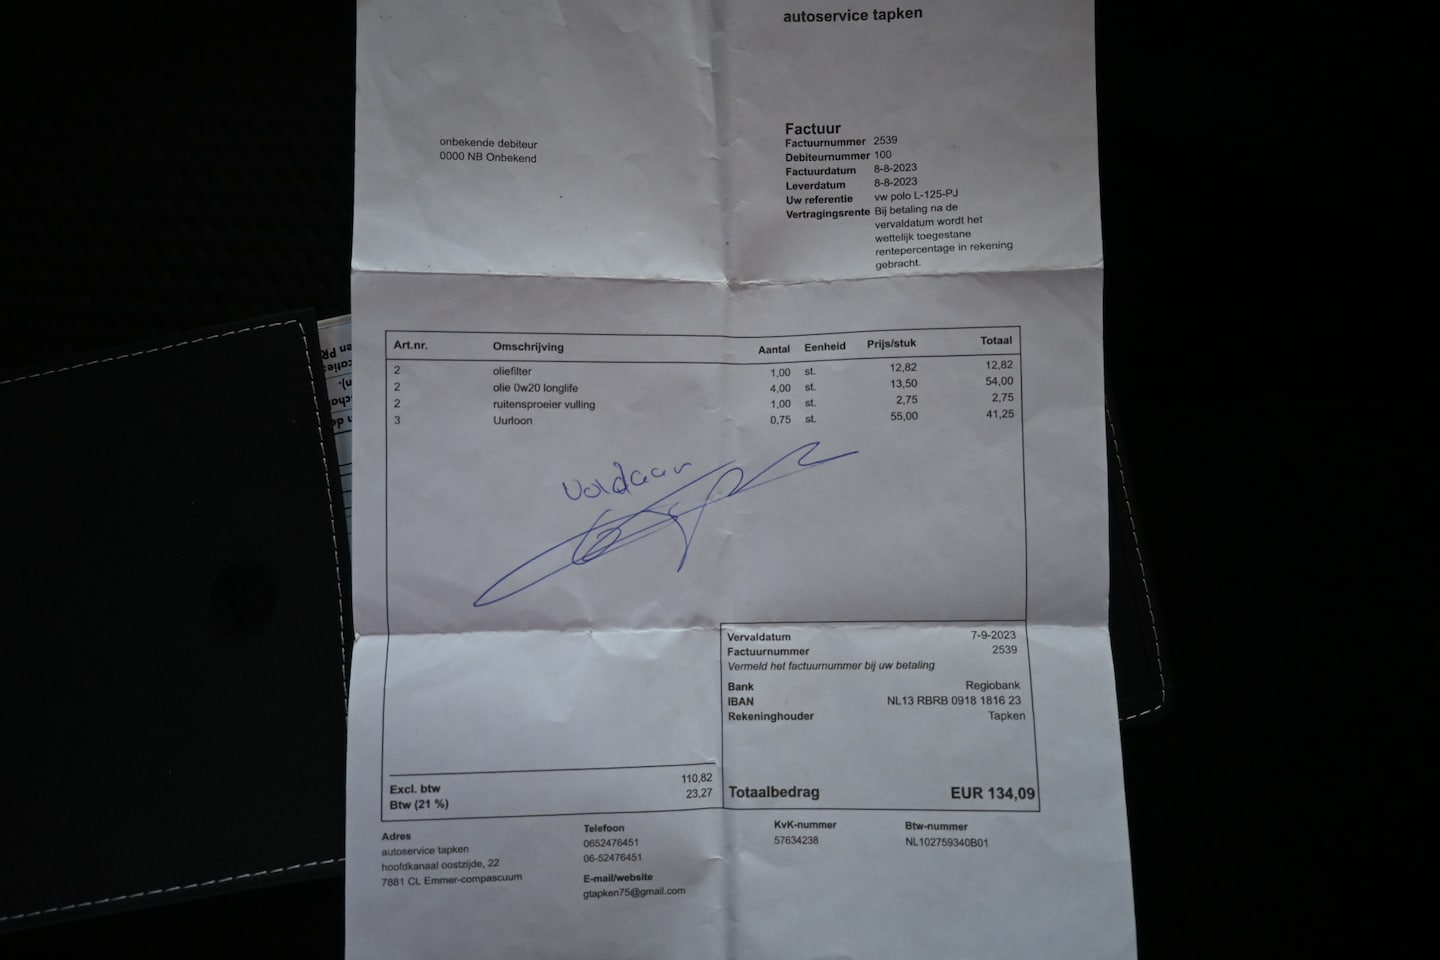 autoservice tapken
onbekende debiteur
0000 NB Onbekend
Factuur
Factuurnummer 2539
Debiteurnummer 100
Factuurdatum 8-8-2023
Leverdatum 8-8-2023
Uw referentie vw polo L-125-PJ
Vertragingsrente Bij betaling na de
vervaldatum wordt het
wettelijk toegestane
rentepercentage in rekening
gebracht.
Art.nr. Omschrijving Aantal Eenheid Prijs/stuk Totaal
2 oliefilter 1,00 st. 12,82 12,82
2 olie 0w20 longlife 4,00 st. 13,50 54,00
2 ruitensproeier vulling 1,00 st. 2,75 2,75
3 Uurloon 0,75 st. 55,00 41,25
Voldaan
Vervaldatum 7-9-2023
Factuurnummer 2539
Vermeld het factuurnummer bij uw betaling
Bank Regiobank
IBAN NL13 RBRB 0918 1816 23
Rekeninghouder Tapken
Excl. btw 110,82
Btw (21 %) 23,27
Totaalbedrag EUR 134,09
Adres
autoservice tapken
hoofdkanaal oostzijde, 22
7881 CL Emmer-compascuum
Telefoon
0652476451
06-52476451
E-mail/website
gtapken75@gmail.com
KvK-nummer
57634238
Btw-nummer
NL102759340B01